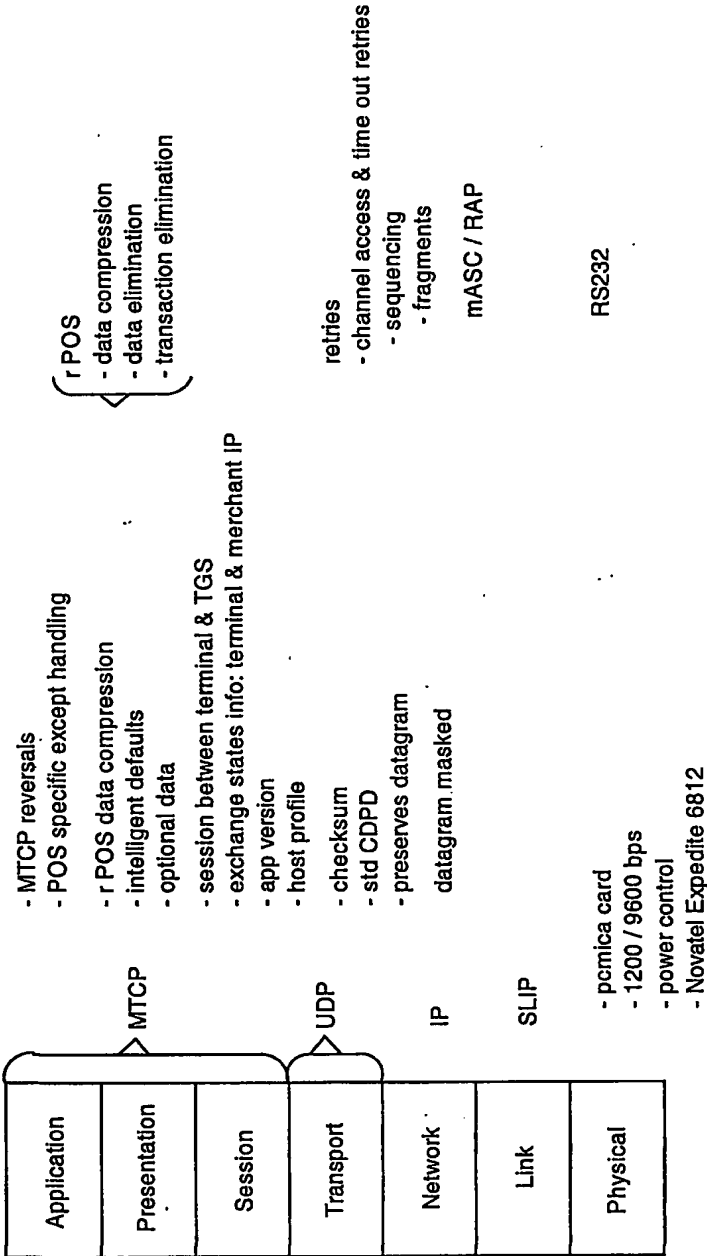 Application
Presentation
Session
Transport
Network
Link
Physical
MTCP
UDP
IP
SLIP
- MTCP reversals
- POS specific except handling
- r POS data compression
- intelligent defaults
- optional data
- session between terminal & TGS
- exchange states info: terminal & merchant IP
- app version
- host profile
- checksum
- std CDPD
- preserves datagram
datagram masked
- pcmica card
- 1200 / 9600 bps
- power control
- Novatel Expedite 6812
r POS
- data compression
- data elimination
- transaction elimination
retries
- channel access & time out retries
- sequencing
- fragments
mASC / RAP
RS232